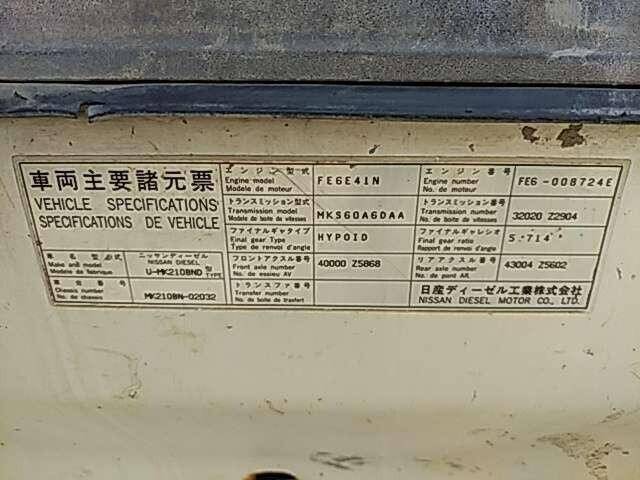 車両主要諸元票
VEHICLE SPECIFICATIONS
SPECIFICATIONS DE VEHICLE
車名 型式
Make and model
Modèle de fabrique
ニッサンディーゼル
NISSAN DIESEL
U-MK210BND 型 TYPE
車台番号
Chassis number
No. de chassis
MK210BN-02032
エンジン型式
Engine model
Modèle de moteur
FE6E41N
トランスミッション型式
Transmission model
Modèle de boîte de vitesses
MKS60A6DAA
ファイナルギヤタイプ
Final gear Type
Type de renvoi d'angle
HYPOID
フロントアクスル番号
Front axle number
No. de essieu AV
40000 Z5868
トランスファ番号
Transfer number
No. de boîte de trasfert
エンジン番号
Engine number
No. de moteur
FE6-008724E
トランスミッション番号
Transmission number
No. de boîte de vitesses
32020 Z2904
ファイナルギヤレシオ
Final gear ratio
Rapport de renvoi d'angle
5.714
リヤアクスル番号
Rear axle number
No. de pont AR.
43004 Z5602
日産ディーゼル工業株式会社
NISSAN DIESEL MOTOR CO., LTD.